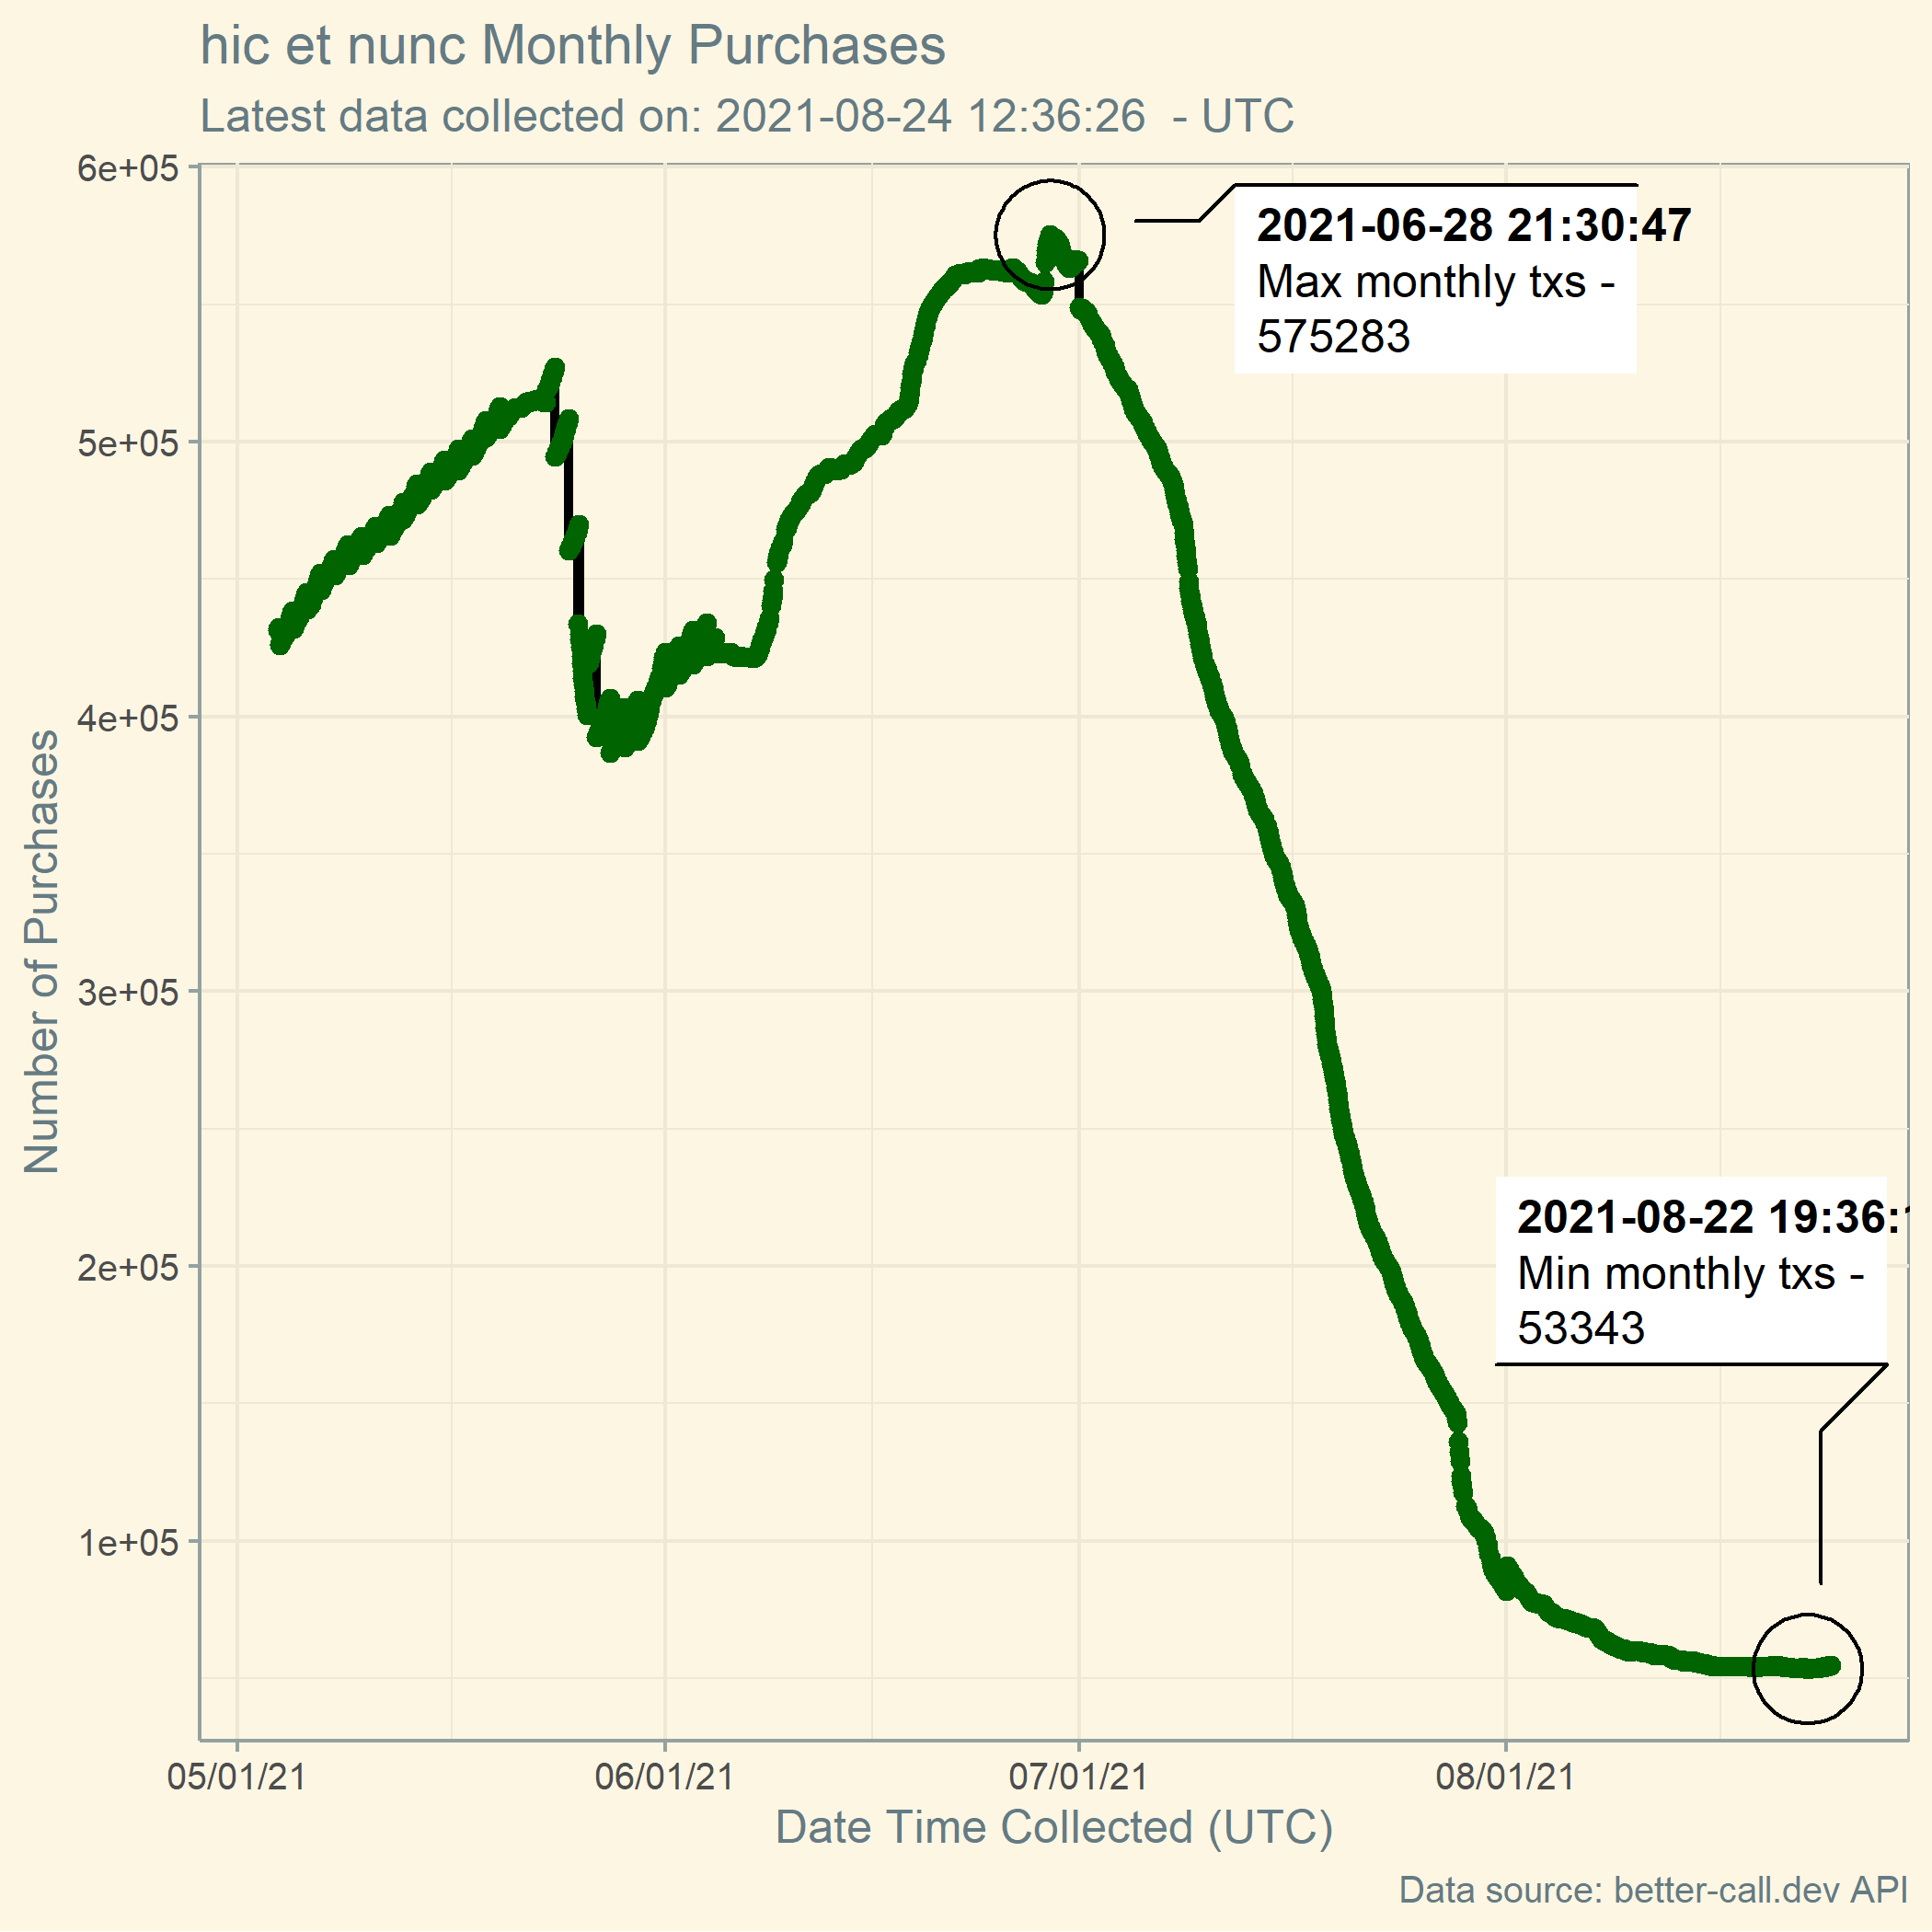 hic et nunc Monthly Purchases
Latest data collected on: 2021-08-24 12:36:26  - UTC
6e+05
5e+05
4e+05
3e+05
2e+05
1e+05
Number of Purchases
2021-06-28 21:30:47
Max monthly txs -
575283
2021-08-22 19:36:
Min monthly txs -
53343
05/01/21
06/01/21
07/01/21
08/01/21
Date Time Collected (UTC)
Data source: better-call.dev API